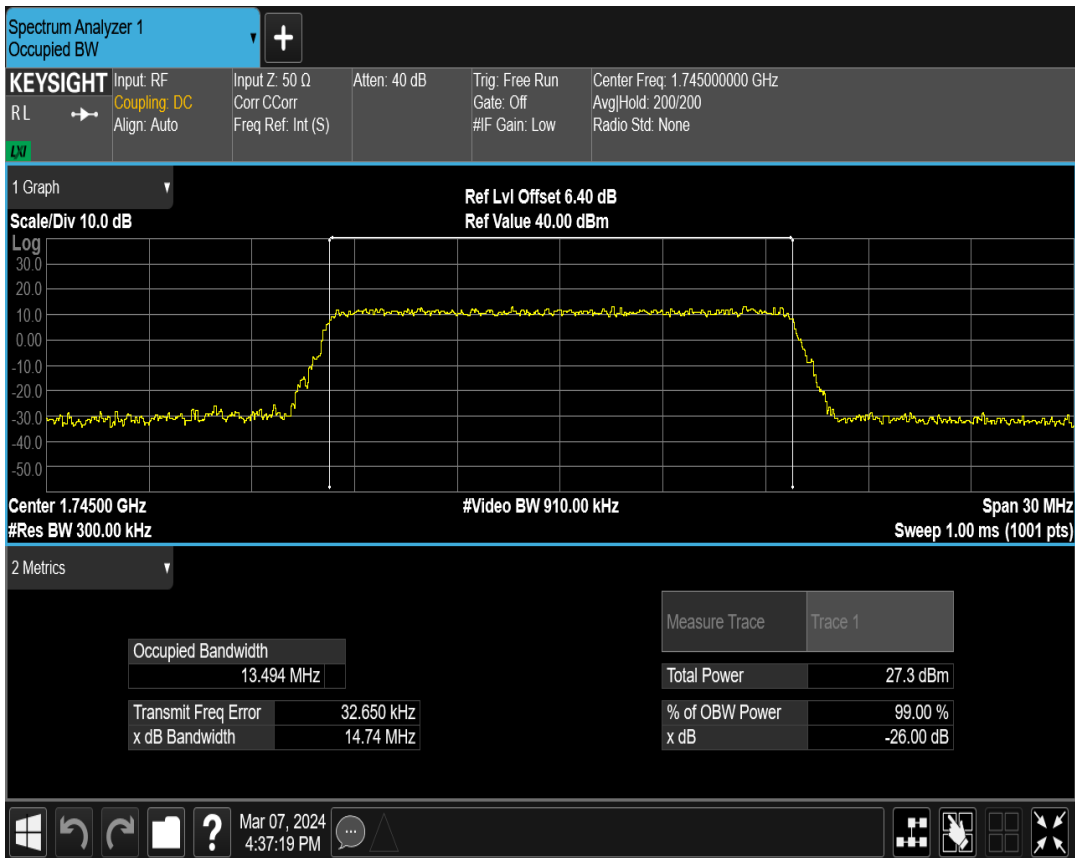 Spectrum Analyzer 1
Occupied BW
+
KEYSIGHT
RL
LXI
Input: RF
Coupling: DC
Align: Auto
Input Z: 50 Ω
Corr CCorr
Freq Ref: Int (S)
Atten: 40 dB
Trig: Free Run
Gate: Off
#IF Gain: Low
Center Freq: 1.745000000 GHz
Avg|Hold: 200/200
Radio Std: None
1 Graph
Scale/Div 10.0 dB
Ref Lvl Offset 6.40 dB
Ref Value 40.00 dBm
Log
30.0
20.0
10.0
0.00
-10.0
-20.0
-30.0
-40.0
-50.0
Center 1.74500 GHz
#Video BW 910.00 kHz
Span 30 MHz
#Res BW 300.00 kHz
Sweep 1.00 ms (1001 pts)
2 Metrics
Measure Trace Trace 1
Occupied Bandwidth
13.494 MHz
Total Power 27.3 dBm
Transmit Freq Error 32.650 kHz
% of OBW Power 99.00 %
x dB Bandwidth 14.74 MHz
x dB -26.00 dB
?
Mar 07, 2024
4:37:19 PM